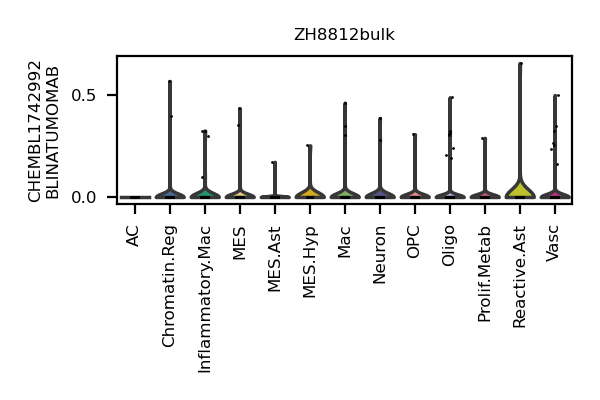 ZH8812bulk
CHEMBL1742992
BLINATUMOMAB
0.5
0.0
AC
Chromatin.Reg
Inflammatory.Mac
MES
MES.Ast
MES.Hyp
Mac
Neuron
OPC
Oligo
Prolif.Metab
Reactive.Ast
Vasc